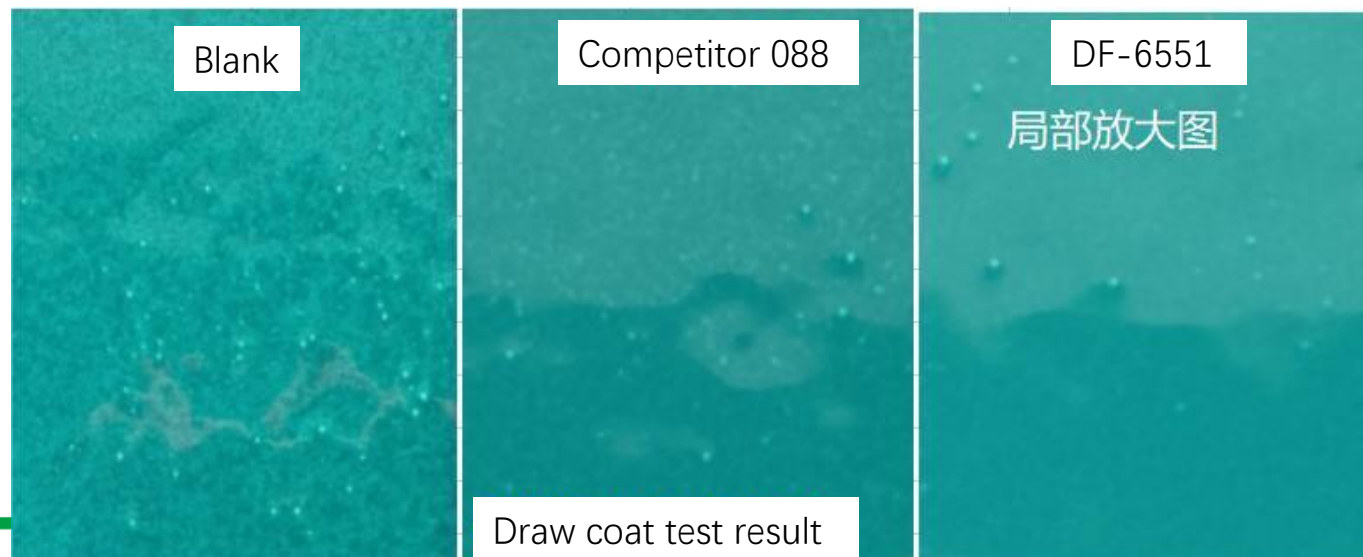 Blank
Competitor 088
DF-6551
局部放大图
Draw coat test result